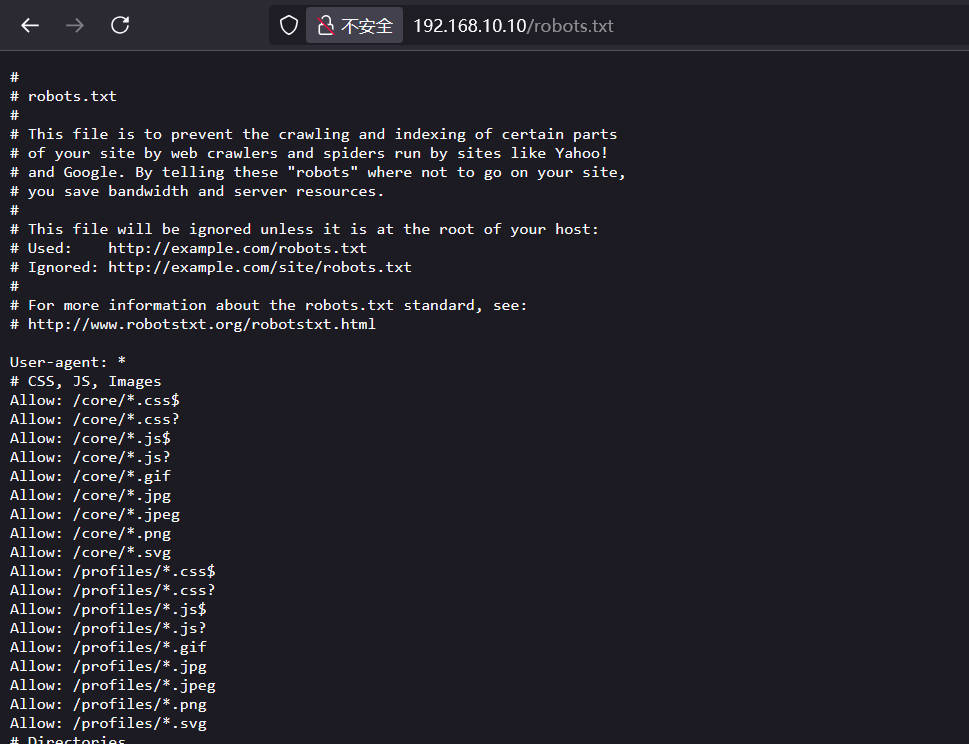 不安全 192.168.10.10/robots.txt
#
# robots.txt
#
# This file is to prevent the crawling and indexing of certain parts
# of your site by web crawlers and spiders run by sites like Yahoo!
# and Google. By telling these "robots" where not to go on your site,
# you save bandwidth and server resources.
#
# This file will be ignored unless it is at the root of your host:
# Used:    http://example.com/robots.txt
# Ignored: http://example.com/site/robots.txt
#
# For more information about the robots.txt standard, see:
# http://www.robotstxt.org/robotstxt.html
User-agent: *
# CSS, JS, Images
Allow: /core/*.css$
Allow: /core/*.css?
Allow: /core/*.js$
Allow: /core/*.js?
Allow: /core/*.gif
Allow: /core/*.jpg
Allow: /core/*.jpeg
Allow: /core/*.png
Allow: /core/*.svg
Allow: /profiles/*.css$
Allow: /profiles/*.css?
Allow: /profiles/*.js$
Allow: /profiles/*.js?
Allow: /profiles/*.gif
Allow: /profiles/*.jpg
Allow: /profiles/*.jpeg
Allow: /profiles/*.png
Allow: /profiles/*.svg
# Directories